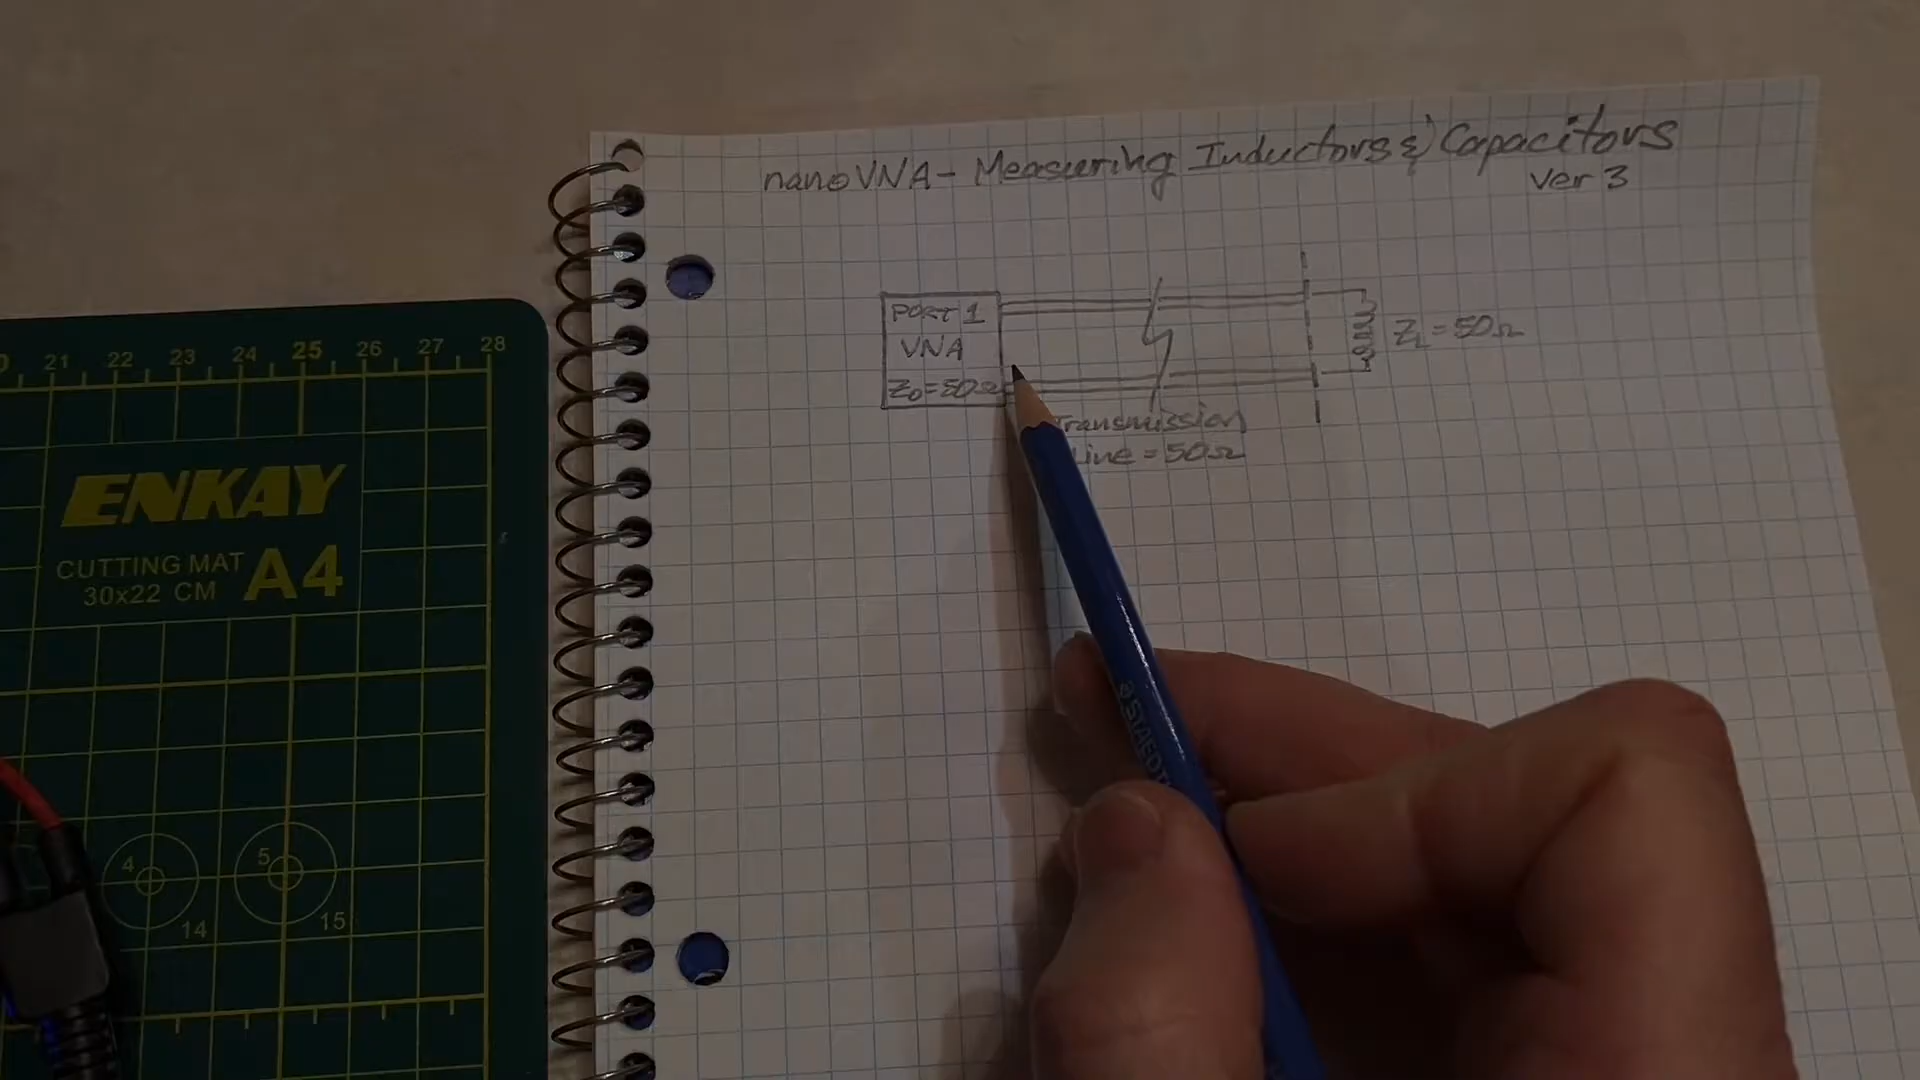 nanoVNA - Measuring Inductors & Capacitors
Ver 3
PORT 1
VNA
Z0 = 50Ω
ZL = 50Ω
Transmission
Line = 50Ω
21 22 23 24 25 26 27 28
ENKAY
CUTTING MAT A4
30x22 CM
4 5
14 15